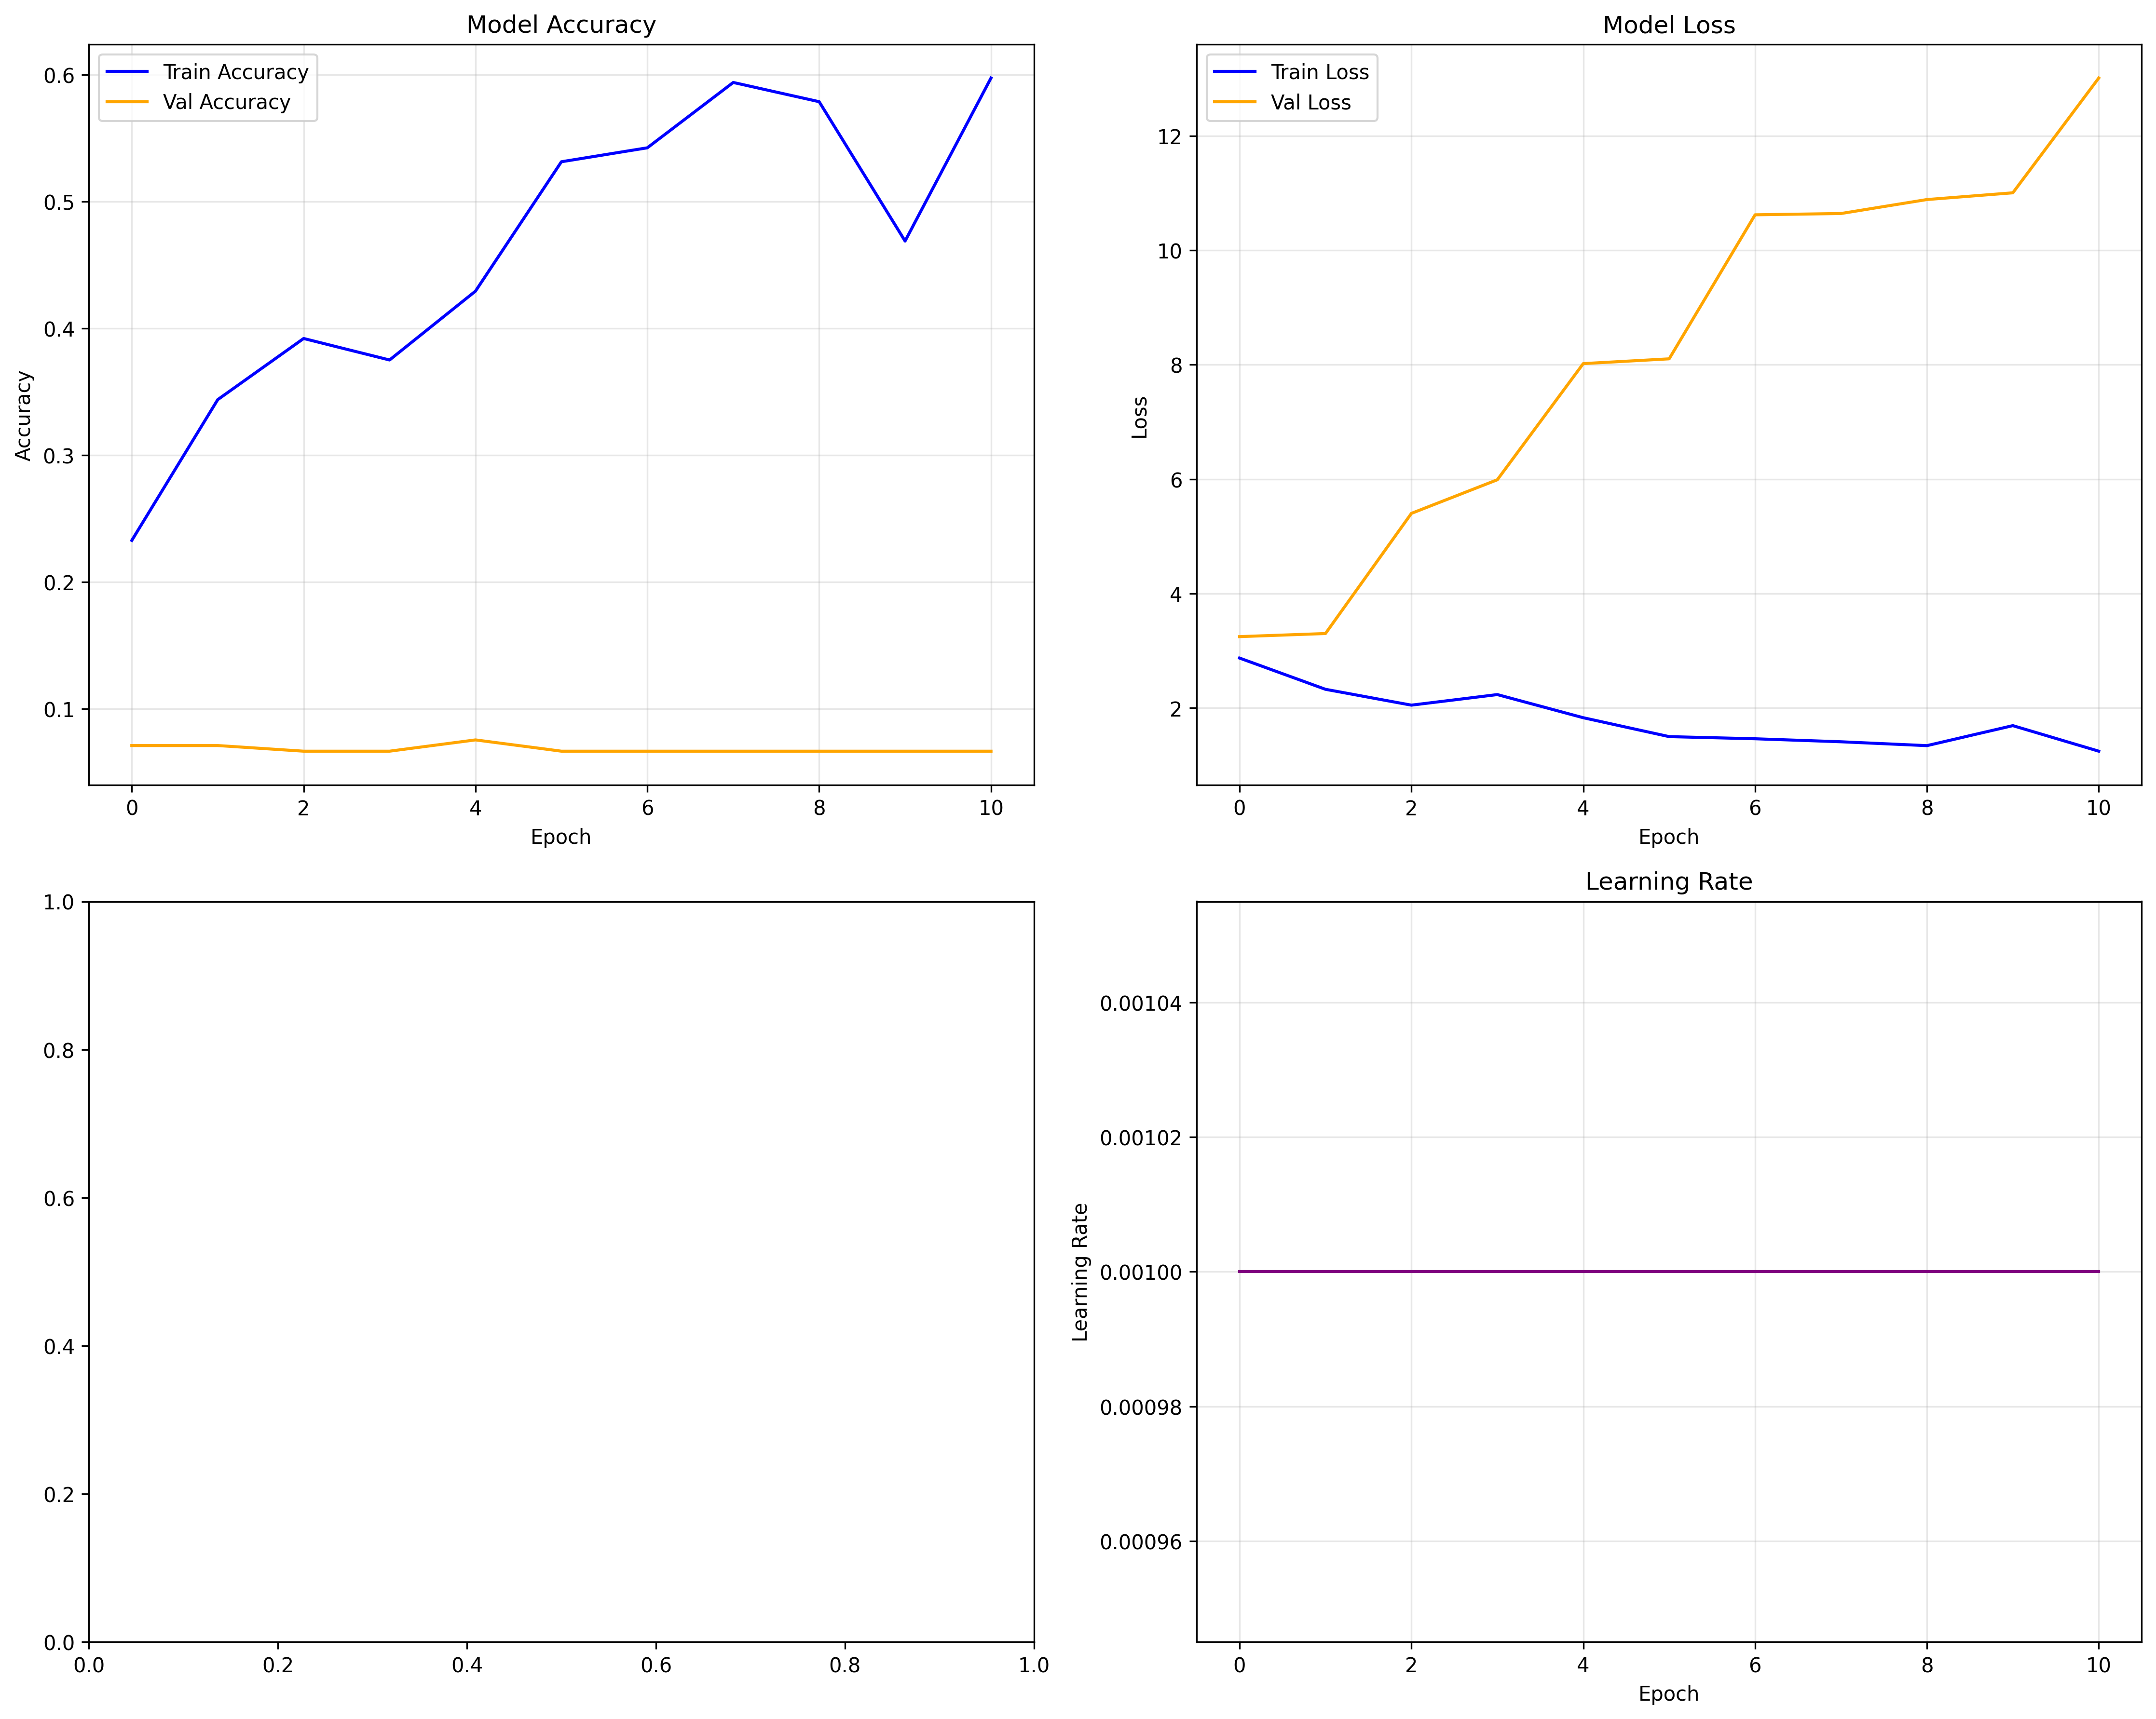 Model Accuracy
Train Accuracy
Val Accuracy
0.6
0.5
0.4
0.3
0.2
0.1
Accuracy
0 2 4 6 8 10
Epoch
Model Loss
Train Loss
Val Loss
12
10
8
6
4
2
Loss
0 2 4 6 8 10
Epoch
1.0
0.8
0.6
0.4
0.2
0.0
0.0 0.2 0.4 0.6 0.8 1.0
Learning Rate
0.00104
0.00102
0.00100
0.00098
0.00096
Learning Rate
0 2 4 6 8 10
Epoch